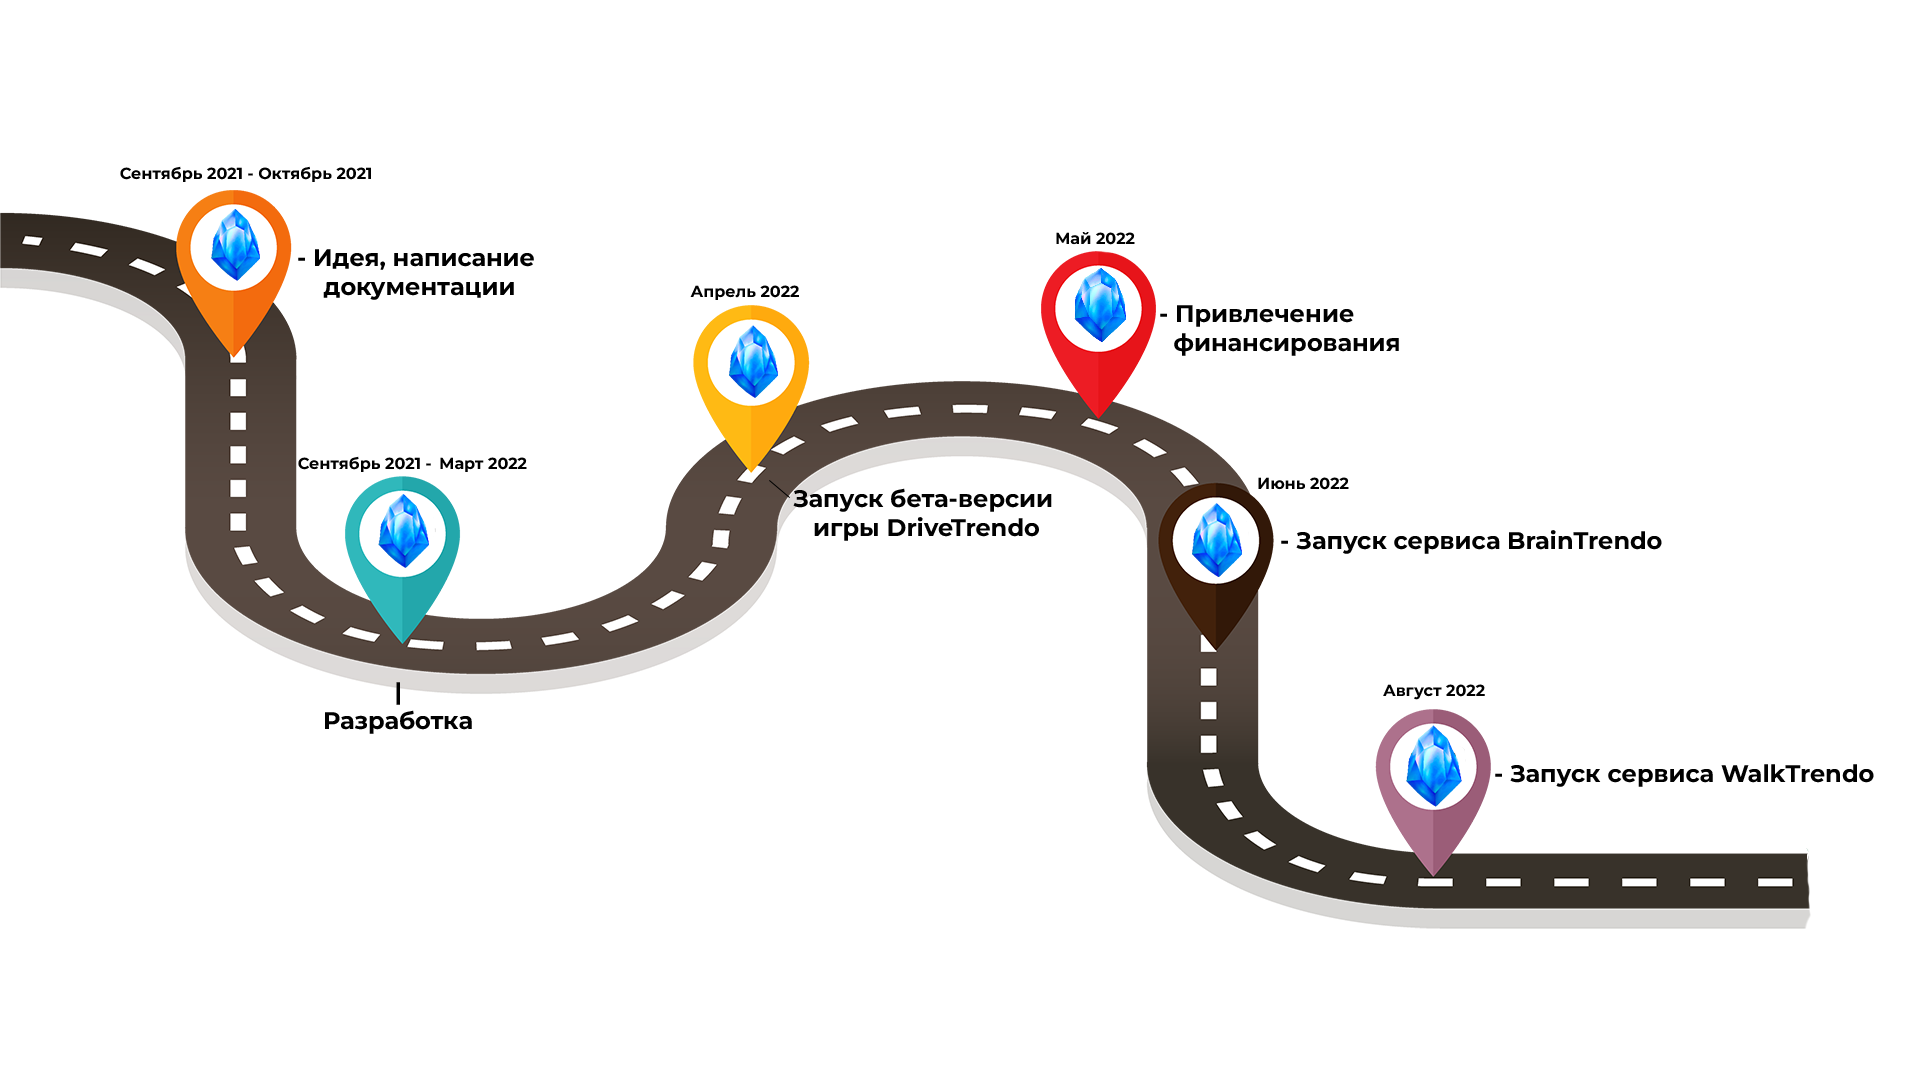 Сентябрь 2021 - Октябрь 2021
- Идея, написание
документации
Сентябрь 2021 - Март 2022
Разработка
Апрель 2022
Запуск бета-версии
игры DriveTrendo
Май 2022
- Привлечение
финансирования
Июнь 2022
- Запуск сервиса BrainTrendo
Август 2022
- Запуск сервиса WalkTrendo